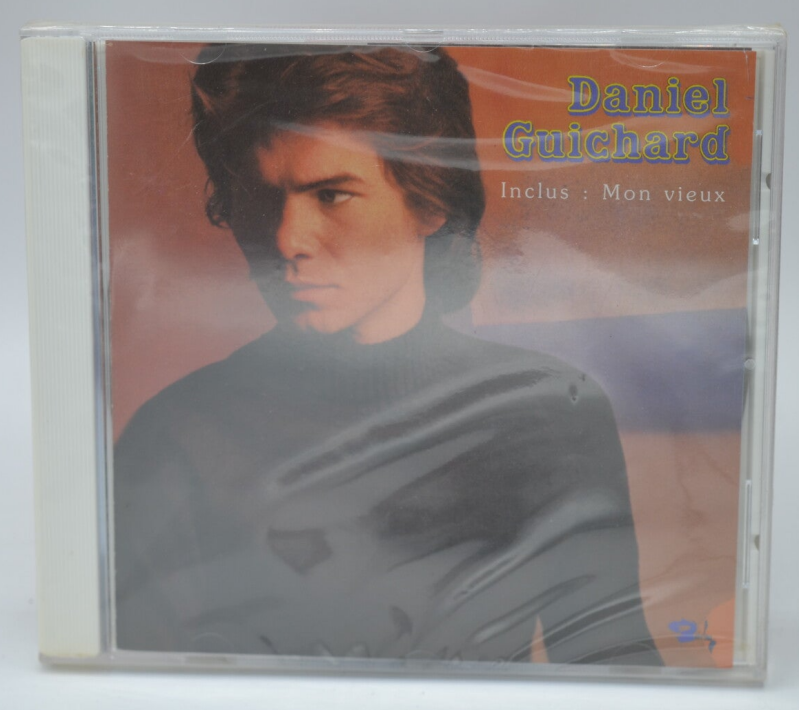 Daniel
Guichard
Inclus : Mon vieux